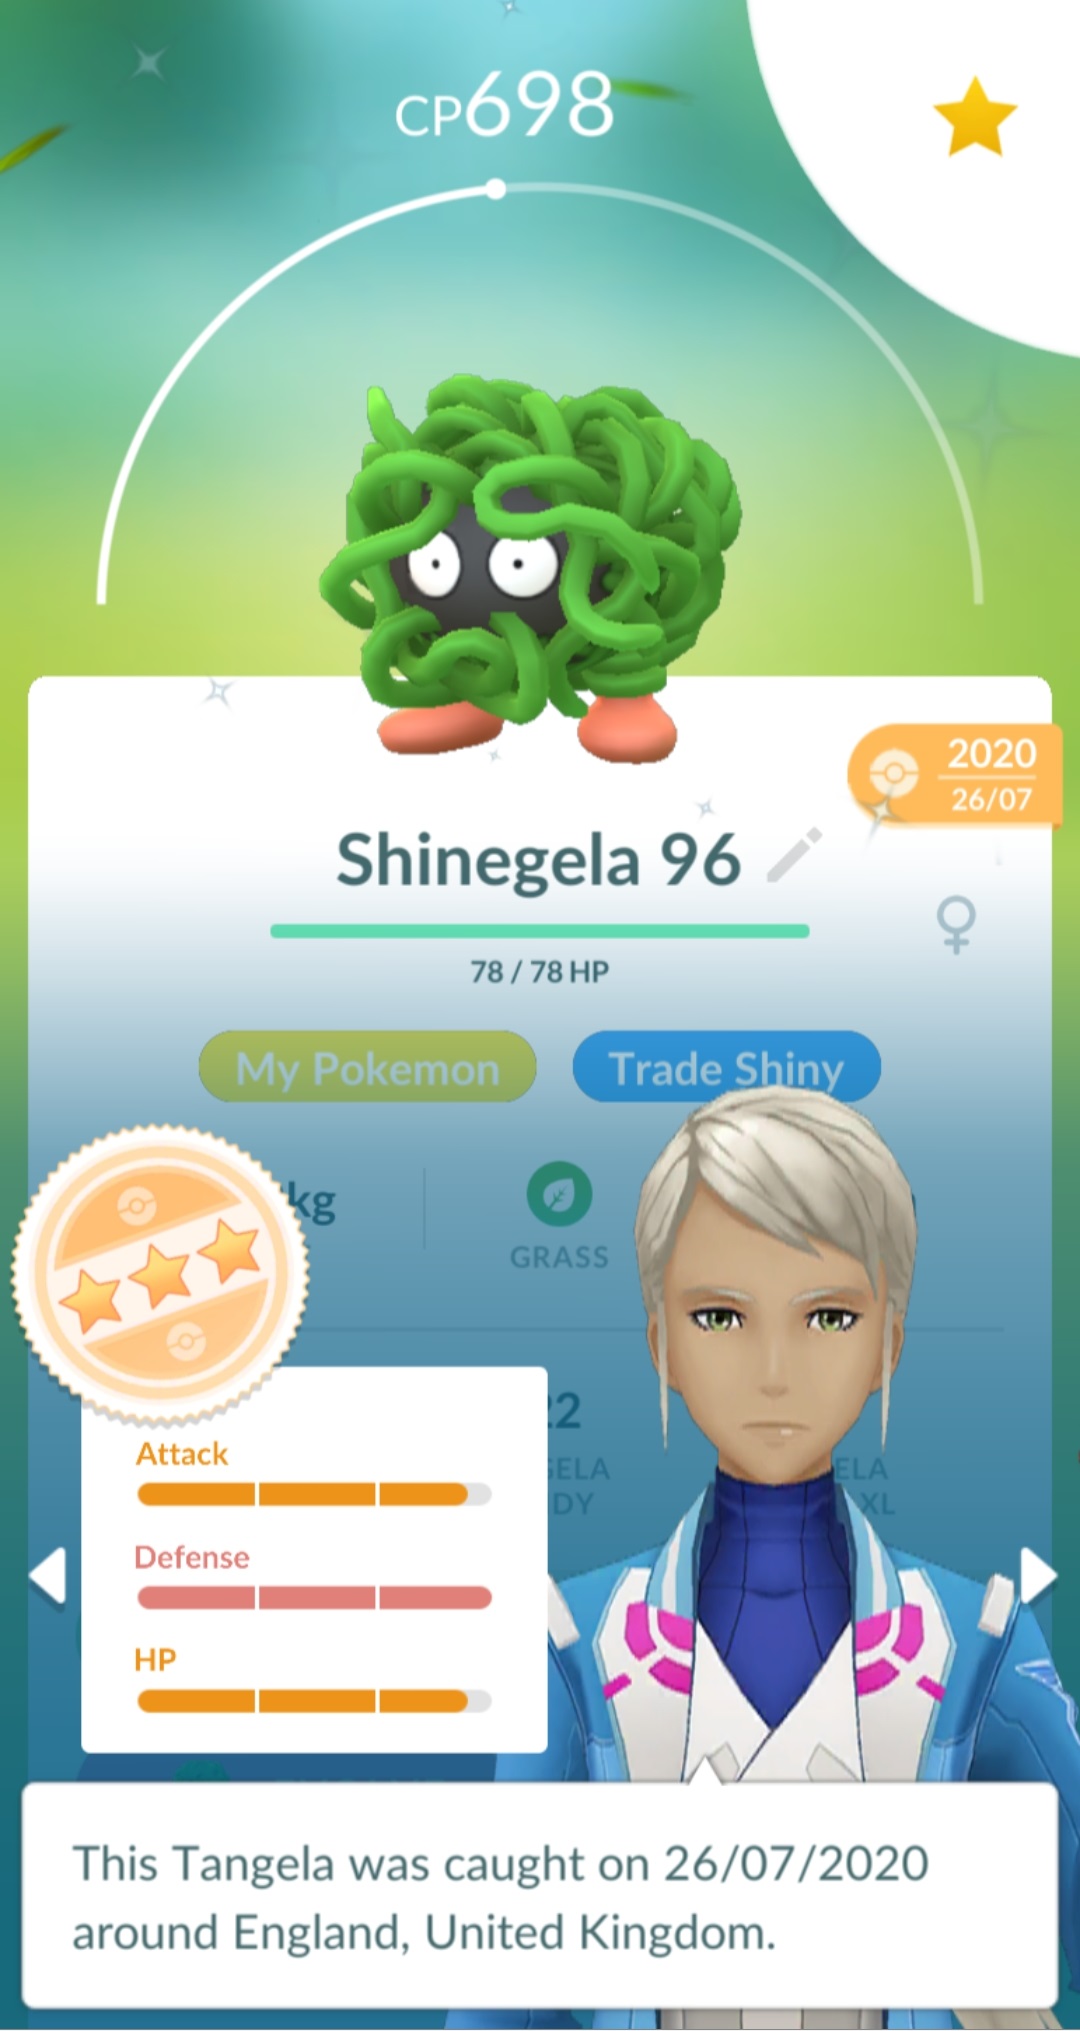 CP698
2020
26/07
Shinegela 96
78 / 78 HP
My Pokemon
Trade Shiny
kg
GRASS
Attack
Defense
HP
This Tangela was caught on 26/07/2020
around England, United Kingdom.